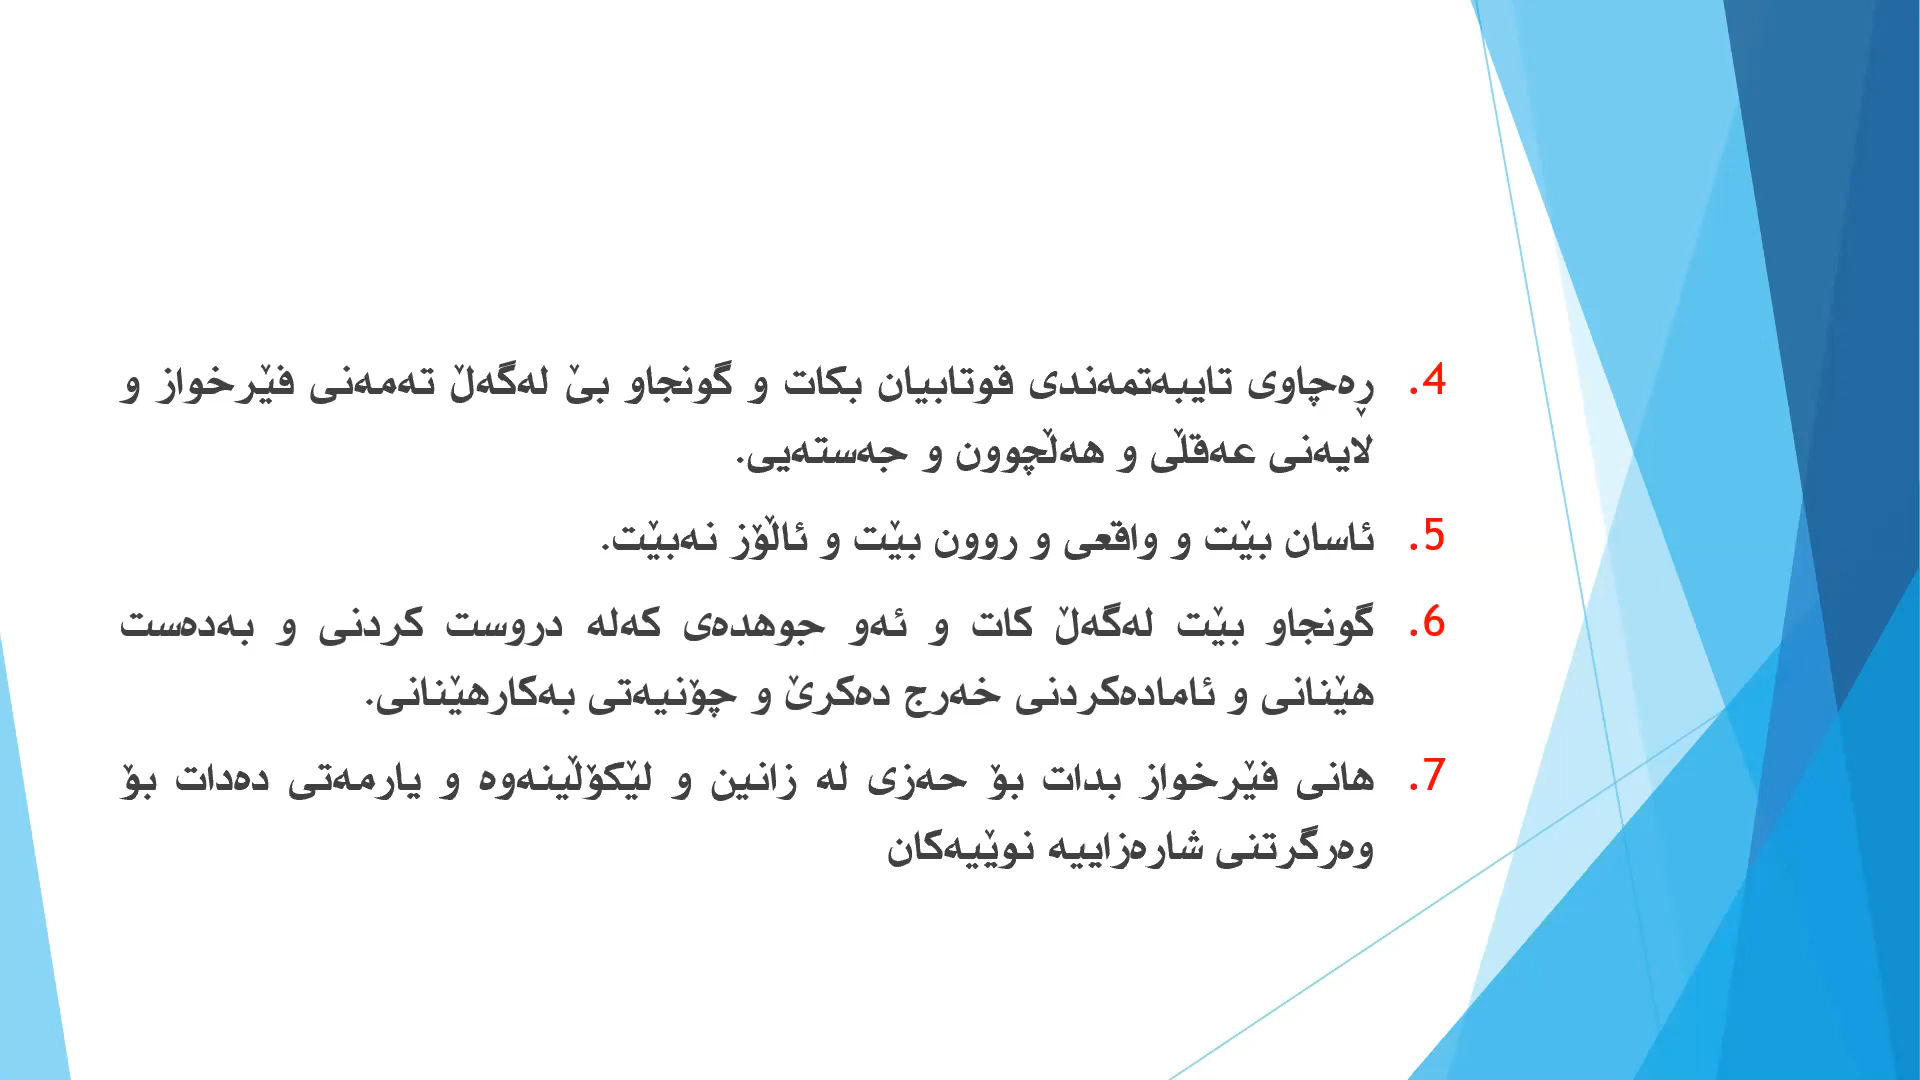 4. ڕەچاوی تایبەتمەندی قوتابییان بکات و گونجاو بێ لەگەڵ تەمەنی فێرخواز و
لایەنی عەقڵی و هەڵچوون و جەستەیی.
5. ئاسان بێت و واقعی و روون بێت و ئاڵۆز نەبێت.
6. گونجاو بێت لەگەڵ کات و ئەو جوهدەی کەلە دروست کردنی و بەدەست
هێنانی و ئامادەکردنی خەرج دەکرێ و چۆنیەتی بەکارهێنانی.
7. هانی فێرخواز بدات بۆ حەزی لە زانین و لێکۆڵینەوە و یارمەتی دەدات بۆ
وەرگرتنی شارەزاییە نوێیەکان